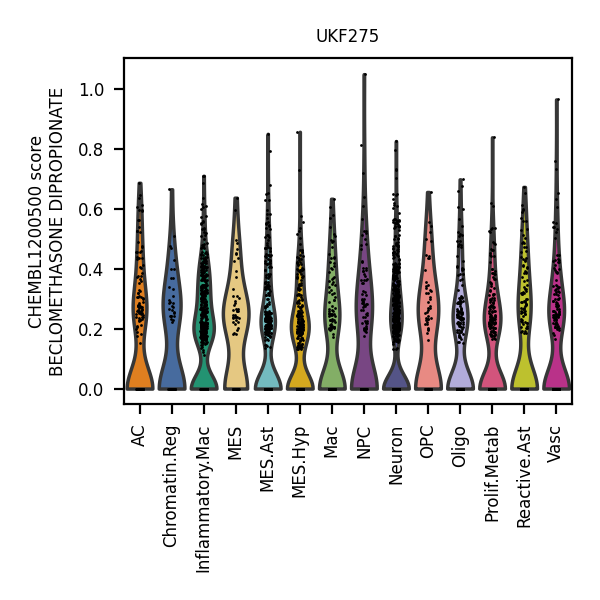 UKF275
CHEMBL1200500 score
BECLOMETHASONE DIPROPIONATE
1.0
0.8
0.6
0.4
0.2
0.0
AC
Chromatin.Reg
Inflammatory.Mac
MES
MES.Ast
MES.Hyp
Mac
NPC
Neuron
OPC
Oligo
Prolif.Metab
Reactive.Ast
Vasc